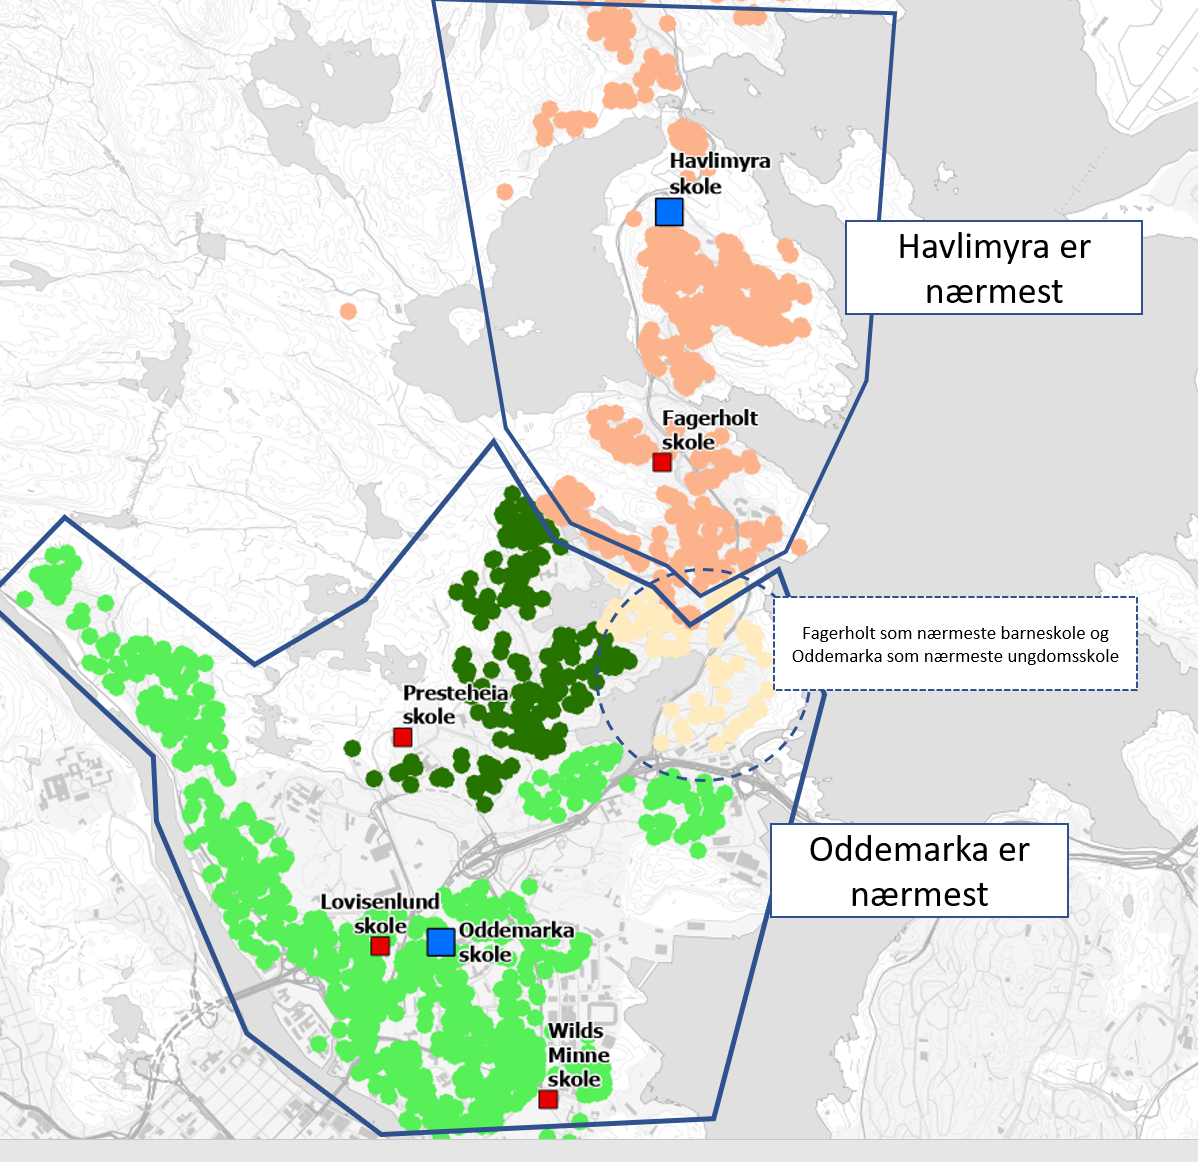 Havlimyra
skole
Havlimyra er
nærmest
Fagerholt
skole
Fagerholt som nærmeste barneskole og
Oddemarka som nærmeste ungdomsskole
Presteheia
skole
Oddemarka er
nærmest
Lovisenlund
skole
Oddemarka
skole
Wilds
Minne
skole